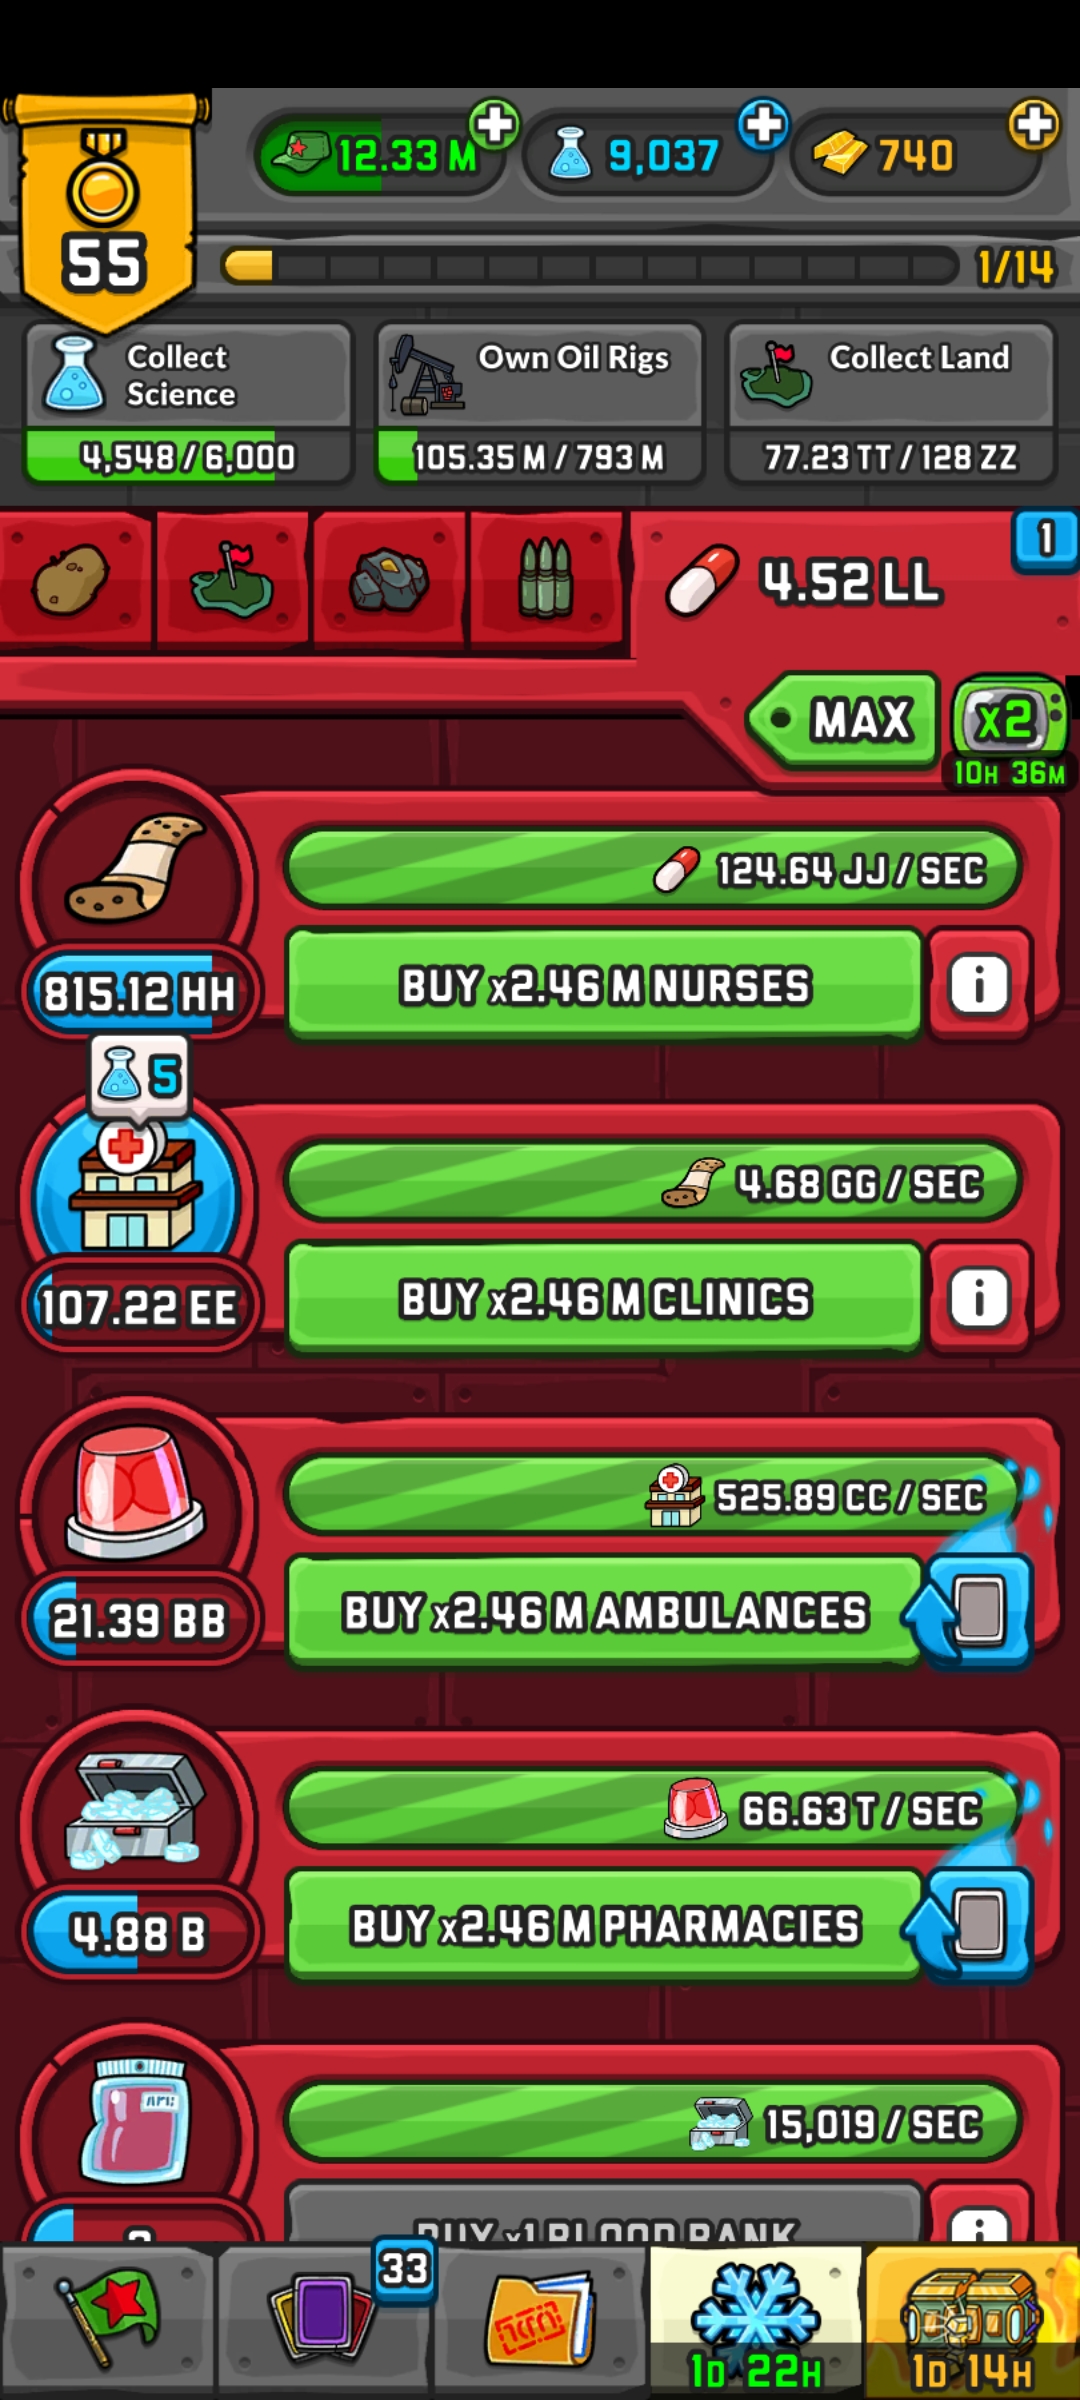 55
12.33 M
9,037
740
1/14
Collect Science
4,548 / 6,000
Own Oil Rigs
105.35 M / 793 M
Collect Land
77.23 TT / 128 ZZ
4.52 LL
1
MAX
x2
10H 36M
124.64 JJ / SEC
815.12 HH
BUY x2.46 M NURSES
i
5
4.68 GG / SEC
107.22 EE
BUY x2.46 M CLINICS
i
525.89 CC / SEC
21.39 BB
BUY x2.46 M AMBULANCES
66.63 T / SEC
4.88 B
BUY x2.46 M PHARMACIES
15,019 / SEC
BUY x1 BLOOD BANK
i
33
1D 22H
1D 14H